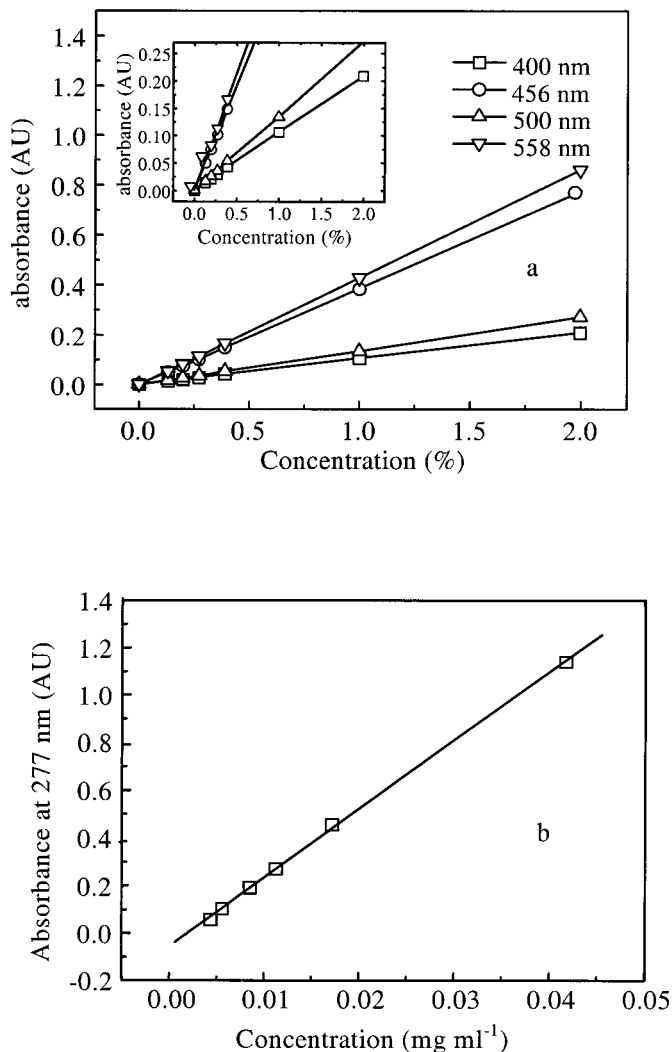 1.4
1.2
1.0
0.8
0.6
0.4
0.2
0.0
absorbance (AU)
0.25
0.20
0.15
0.10
0.05
0.00
absorbance (AU)
0.0 0.5 1.0 1.5 2.0
Concentration (%)
400 nm
456 nm
500 nm
558 nm
a
0.0 0.5 1.0 1.5 2.0
Concentration (%)
1.4
1.2
1.0
0.8
0.6
0.4
0.2
0.0
-0.2
Absorbance at 277 nm (AU)
b
0.00 0.01 0.02 0.03 0.04 0.05
Concentration (mg ml⁻¹)